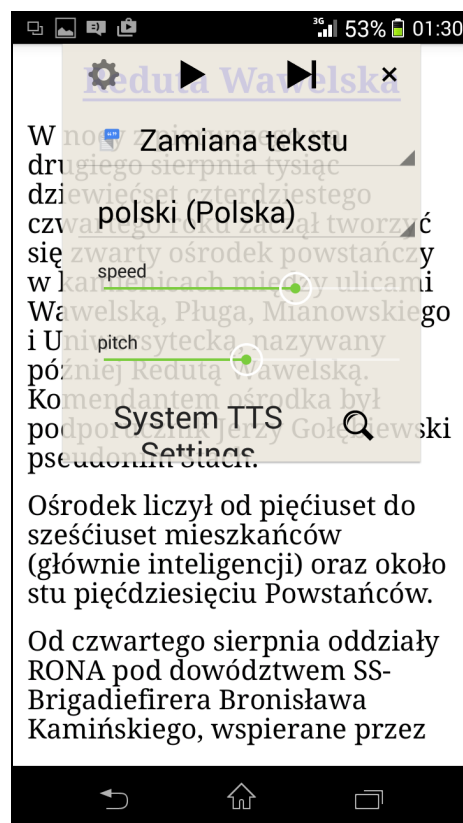 3G 53% 01:30
Reduta Wawelska
Zamiana tekstu
polski (Polska)
speed
pitch
System TTS
Settings
W nocy z pierwszego na
drugiego sierpnia tysiąc
dziewięćset czterdziestego
czwartego roku zaczął tworzyć
się zwarty ośrodek powstańczy
w kamienicach między ulicami
Wawelską, Pługa, Mianowskiego
i Uniwersytecką, nazywany
później Redutą Wawelską.
Komendantem ośrodka był
podporucznik Jerzy Gołębiewski
pseudonim Stach.
Ośrodek liczył od pięćiuset do
sześćiuset mieszkańców
(głównie inteligencji) oraz około
stu pięćdziesięciu Powstańców.
Od czwartego sierpnia oddziały
RONA pod dowództwem SS-
Brigadiefirera Bronisława
Kamińskiego, wspierane przez